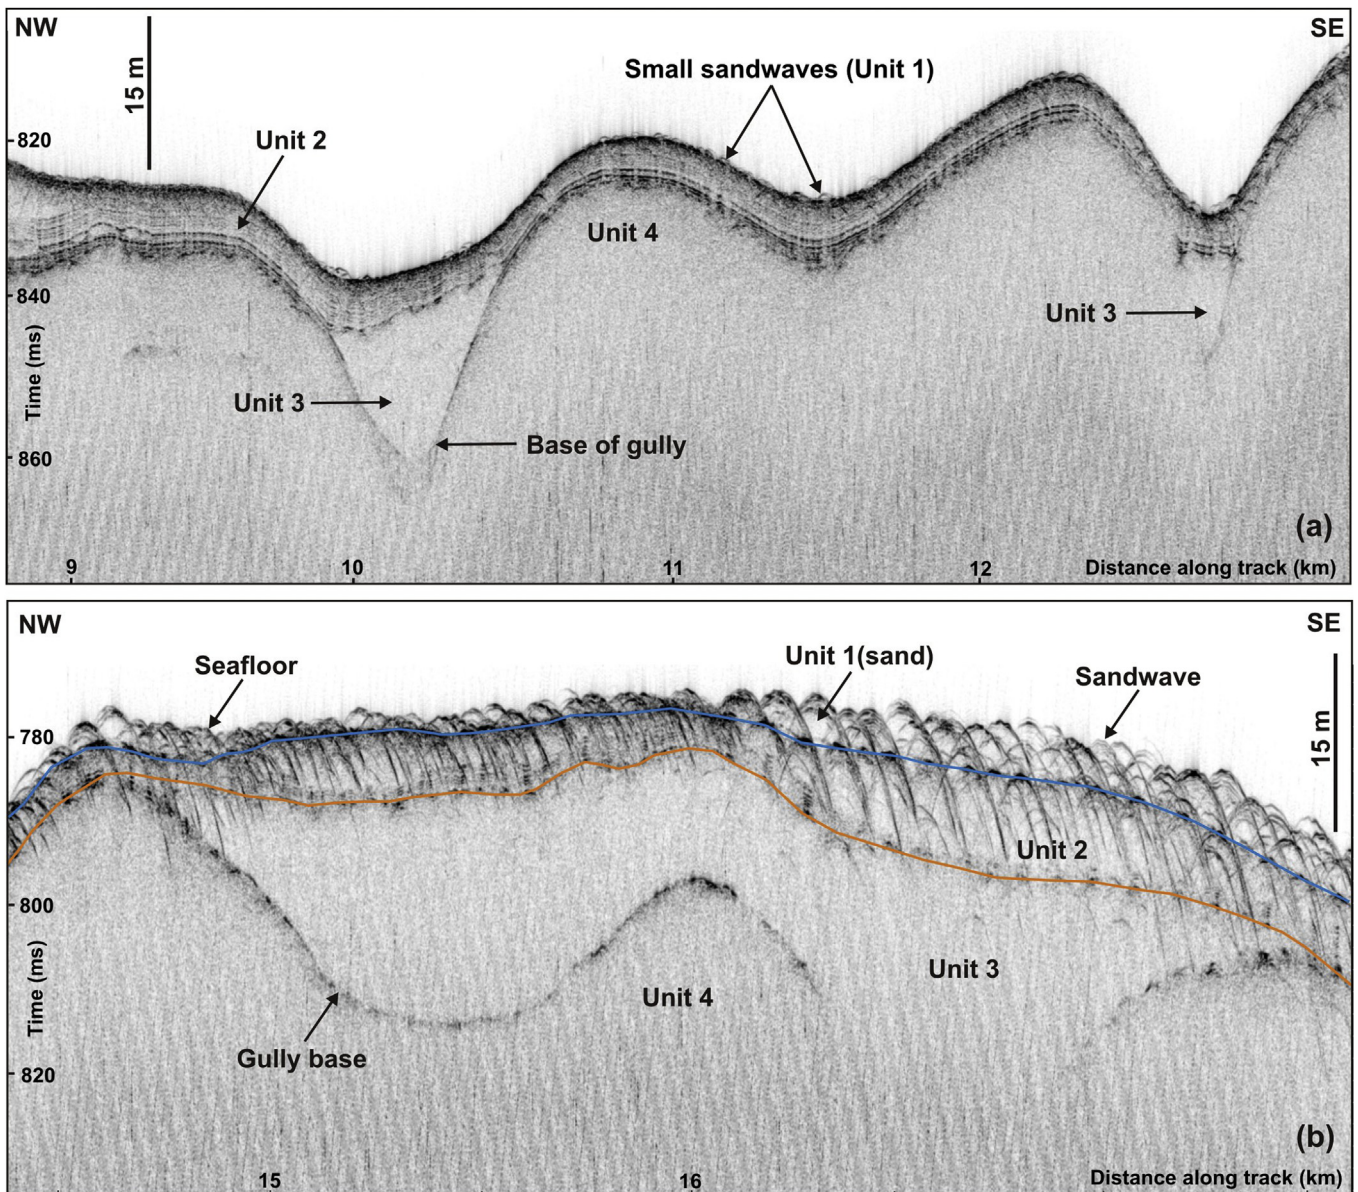 NW
SE
15 m
Small sandwaves (Unit 1)
820
Unit 2
Unit 4
840
Unit 3
Time (ms)
Unit 3
Base of gully
860
(a)
9
10
11
12
Distance along track (km)
NW
SE
Seafloor
Unit 1(sand)
Sandwave
780
15 m
Unit 2
800
Unit 3
Time (ms)
Unit 4
Gully base
820
(b)
15
16
Distance along track (km)